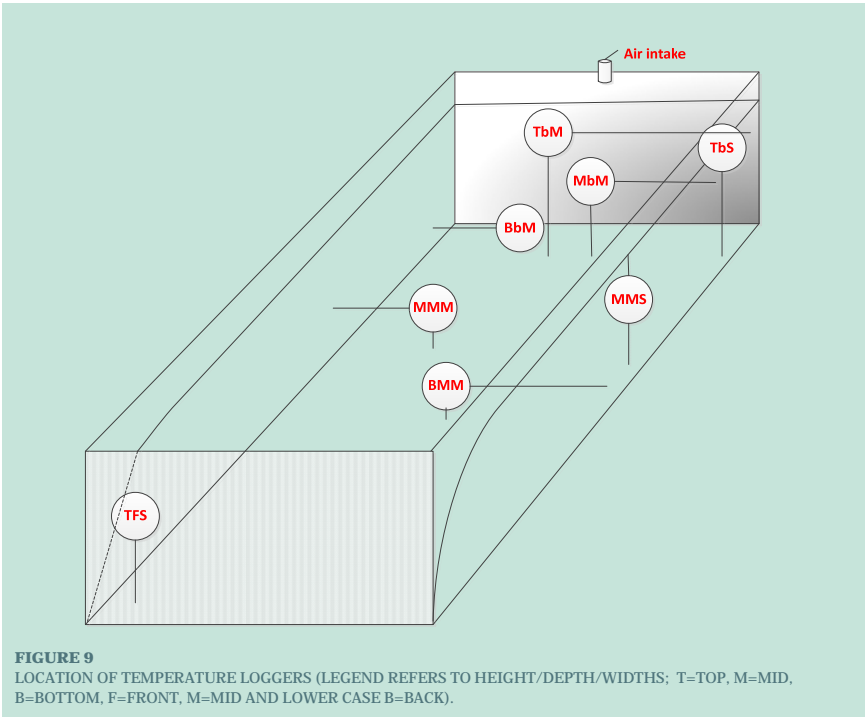 Air intake
TbM
TbS
MbM
BbM
MMS
MMM
BMM
TFS
FIGURE 9
LOCATION OF TEMPERATURE LOGGERS (LEGEND REFERS TO HEIGHT/DEPTH/WIDTHS; T=TOP, M=MID,
B=BOTTOM, F=FRONT, M=MID AND LOWER CASE B=BACK).